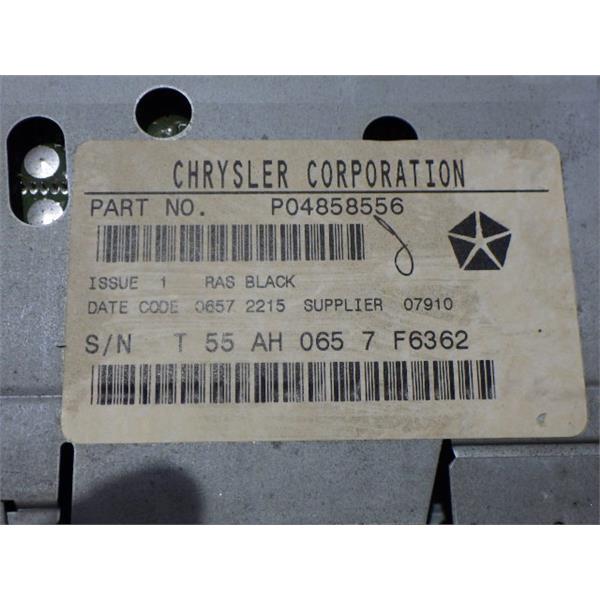 CHRYSLER CORPORATION
PART NO. P04858556
ISSUE 1 RAS BLACK
DATE CODE 0657 2215 SUPPLIER 07910
S/N T 55 AH 065 7 F6362